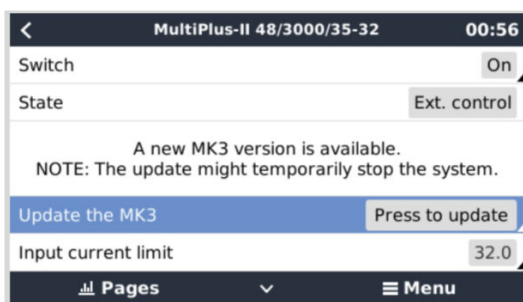 MultiPlus-II 48/3000/35-32 00:56
Switch On
State Ext. control
A new MK3 version is available.
NOTE: The update might temporarily stop the system.
Update the MK3 Press to update
Input current limit 32.0
Pages Menu